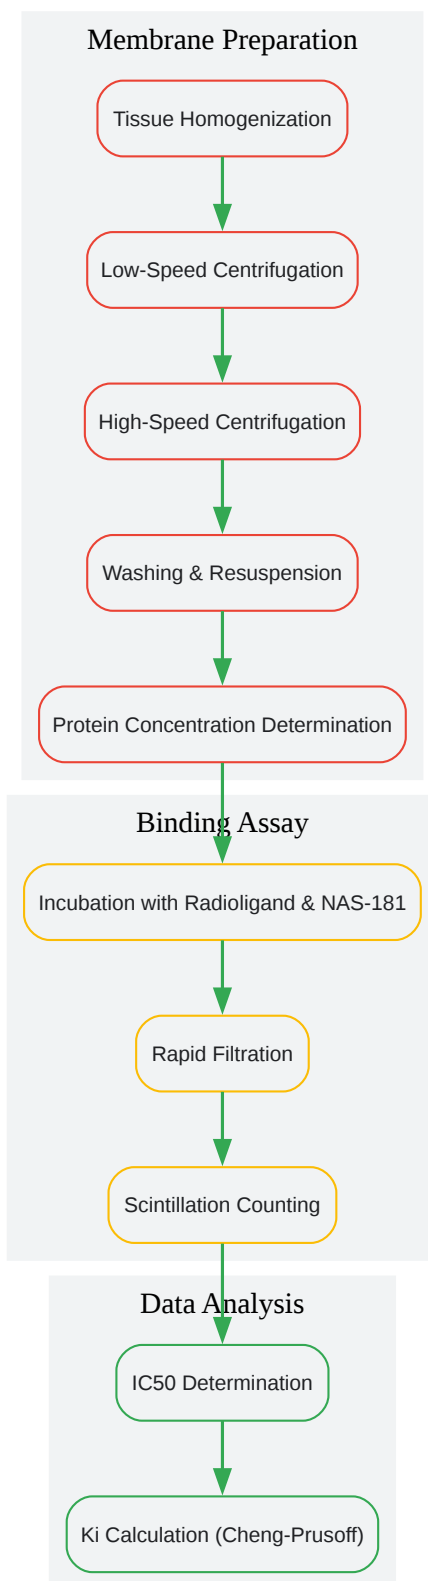 Membrane Preparation
Tissue Homogenization
Low-Speed Centrifugation
High-Speed Centrifugation
Washing & Resuspension
Protein Concentration Determination
Binding Assay
Incubation with Radioligand & NAS-181
Rapid Filtration
Scintillation Counting
Data Analysis
IC50 Determination
Ki Calculation (Cheng-Prusoff)